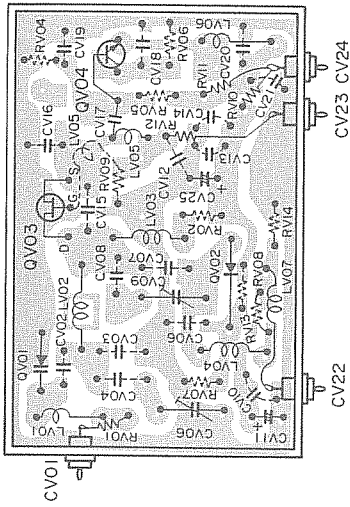 CV01
QV01
QV03
RV04
LV01
CV02
LV02
D
G
S
CV16
LV05
CV19
RV01
CV04
CV03
CV08
CV15
RV09
CV17
QV04
CV07
CV09
LV03
LV05
RV12
RV05
CV18
CV06
RV07
CV06
RV02
CV25
+
CV12
CV14
RV06
LV06
LV04
QV02
CV13
RV11
RV10
CV20
CV21
CV10
RV13
RV08
CV11
+
LV07
RV14
CV22
CV23
CV24